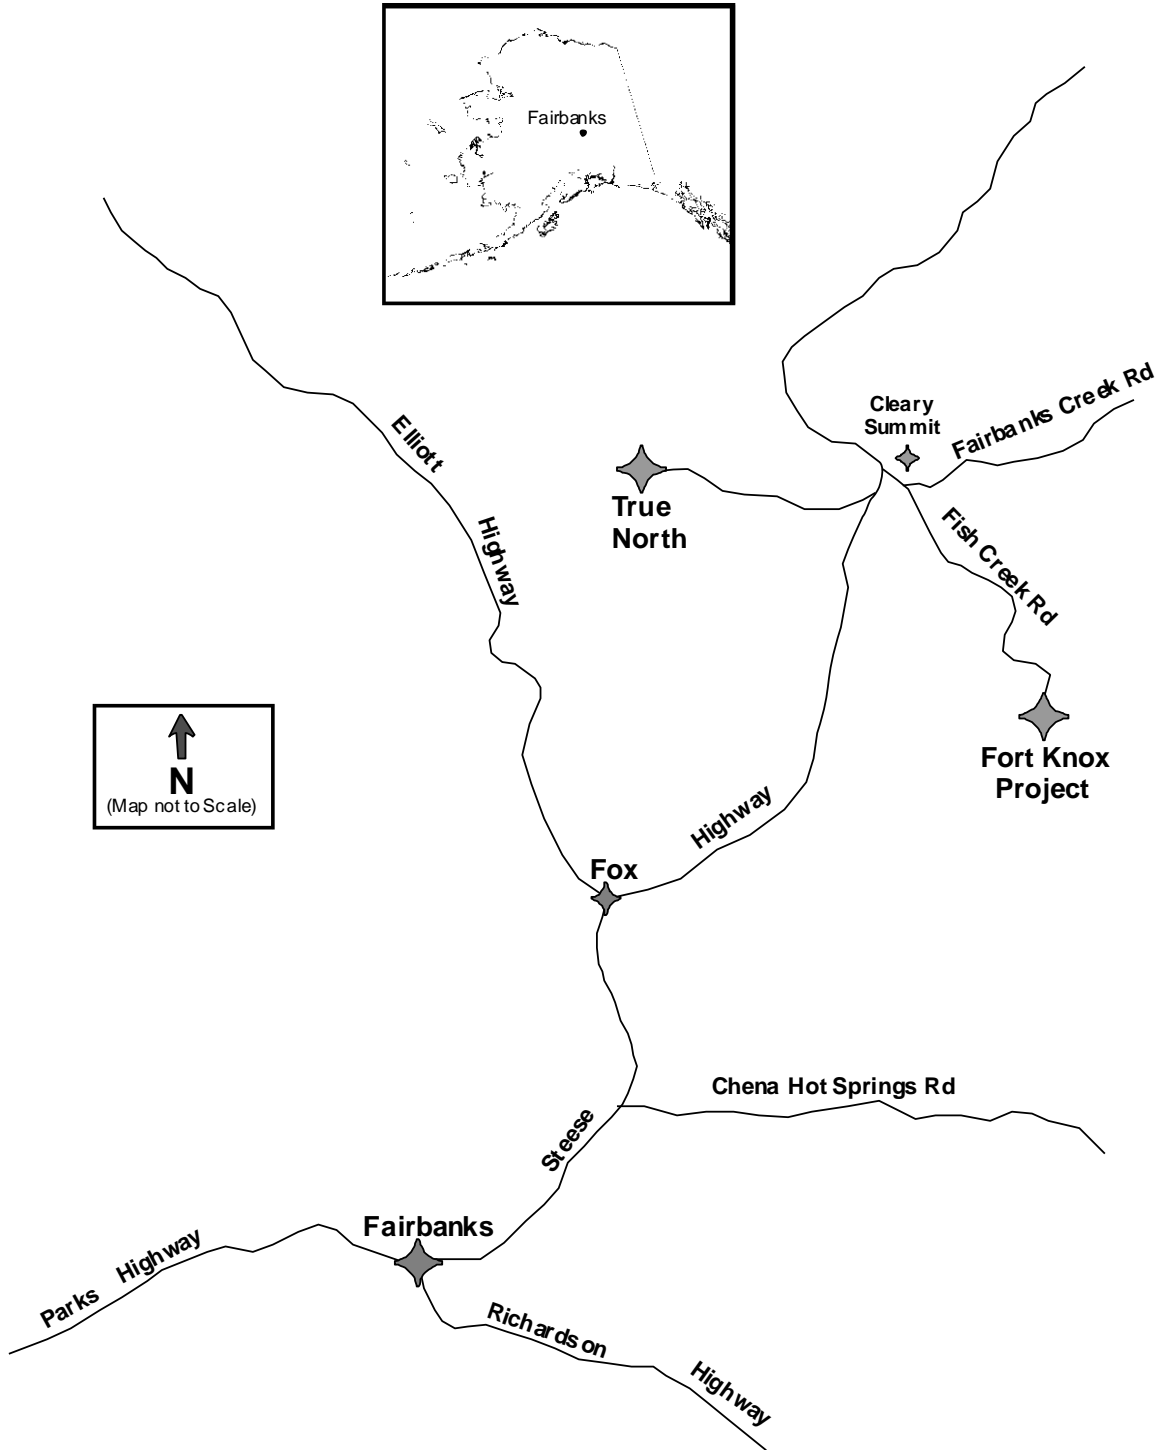 Fairbanks
Cleary
Summit
Fairbanks Creek Rd
Elliott
Highway
True
North
Fish Creek Rd
N
(Map not to Scale)
Fort Knox
Project
Highway
Fox
Chena Hot Springs Rd
Steese
Fairbanks
Parks Highway
Richardson
Highway